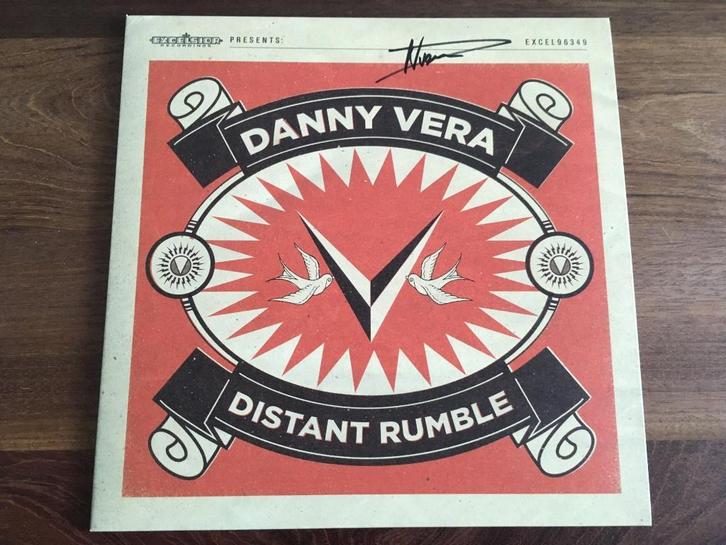 EXCELSIOR PRESENTS: EXCEL96349
RECORDINGS
DANNY VERA
V
DISTANT RUMBLE